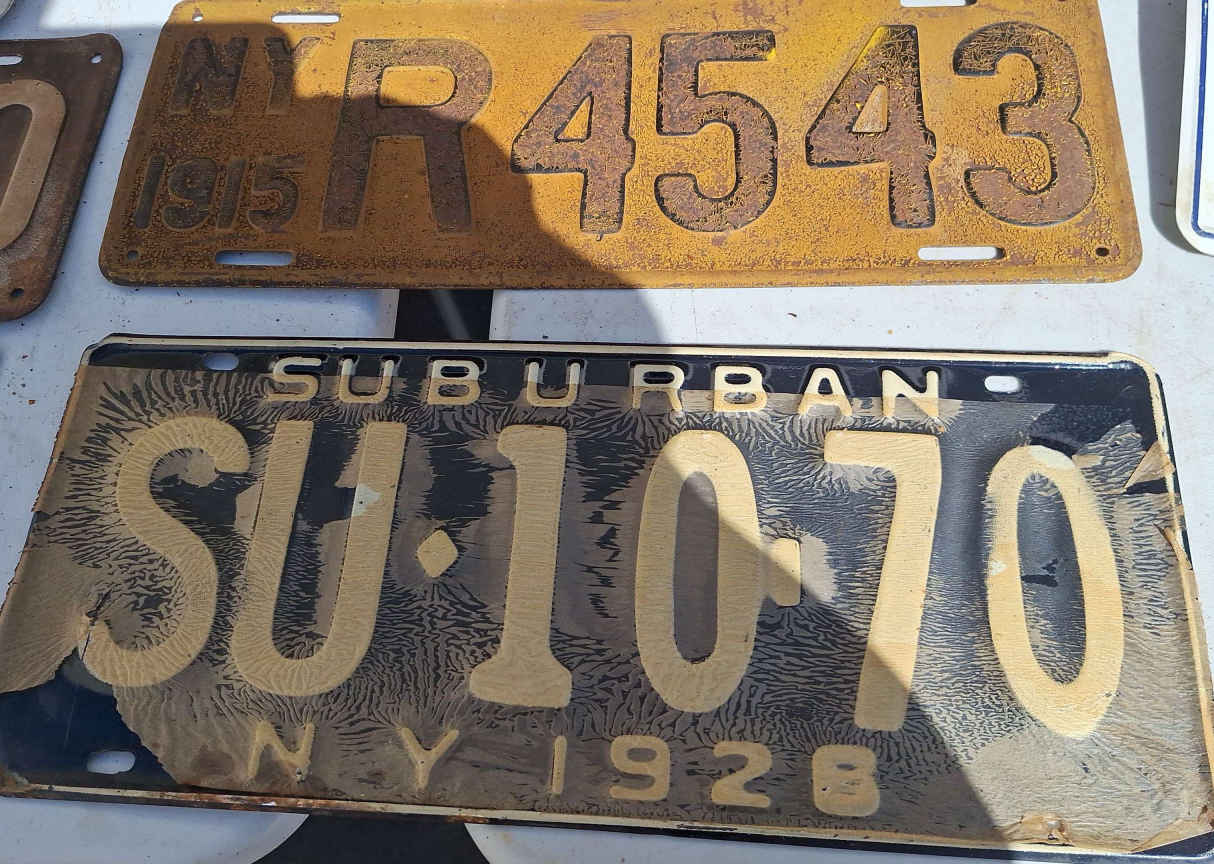 NY R4543
1915
SUBURBAN
SU·10-70
NY 1928